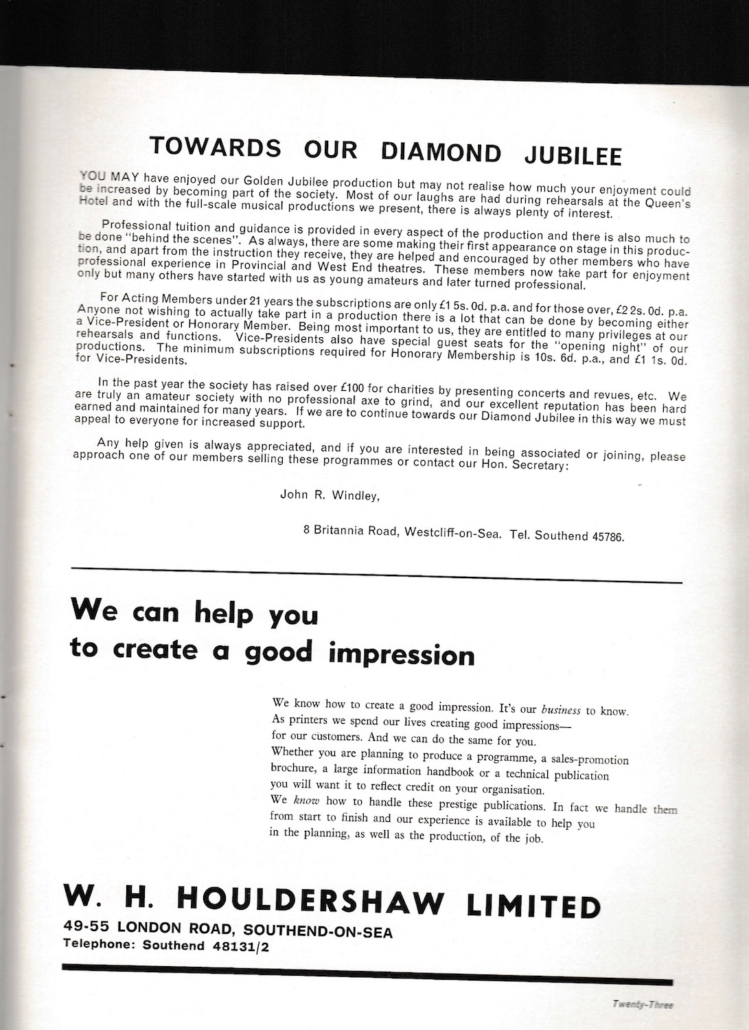 TOWARDS OUR DIAMOND JUBILEE
YOU MAY have enjoyed our Golden Jubilee production but may not realise how much your enjoyment could
be increased by becoming part of the society. Most of our laughs are had during rehearsals at the Queen's
Hotel and with the full-scale musical productions we present, there is always plenty of interest.
Professional tuition and guidance is provided in every aspect of the production and there is also much to
be done "behind the scenes". As always, there are some making their first appearance on stage in this produc-
tion, and apart from the instruction they receive, they are helped and encouraged by other members who have
professional experience in Provincial and West End theatres. These members now take part for enjoyment
only but many others have started with us as young amateurs and later turned professional.
For Acting Members under 21 years the subscriptions are only £1 5s. 0d. p.a. and for those over, £2 2s. 0d. p.a.
Anyone not wishing to actually take part in a production there is a lot that can be done by becoming either
a Vice-President or Honorary Member. Being most important to us, they are entitled to many privileges at our
rehearsals and functions. Vice-Presidents also have special guest seats for the "opening night" of our
productions. The minimum subscriptions required for Honorary Membership is 10s. 6d. p.a., and £1 1s. 0d.
for Vice-Presidents.
In the past year the society has raised over £100 for charities by presenting concerts and revues, etc. We
are truly an amateur society with no professional axe to grind, and our excellent reputation has been hard
earned and maintained for many years. If we are to continue towards our Diamond Jubilee in this way we must
appeal to everyone for increased support.
Any help given is always appreciated, and if you are interested in being associated or joining, please
approach one of our members selling these programmes or contact our Hon. Secretary:
John R. Windley,
8 Britannia Road, Westcliff-on-Sea. Tel. Southend 45786.
We can help you
to create a good impression
We know how to create a good impression. It's our business to know.
As printers we spend our lives creating good impressions—
for our customers. And we can do the same for you.
Whether you are planning to produce a programme, a sales-promotion
brochure, a large information handbook or a technical publication
you will want it to reflect credit on your organisation.
We know how to handle these prestige publications. In fact we handle them
from start to finish and our experience is available to help you
in the planning, as well as the production, of the job.
W. H. HOULDERSHAW LIMITED
49-55 LONDON ROAD, SOUTHEND-ON-SEA
Telephone: Southend 48131/2
Twenty-Three